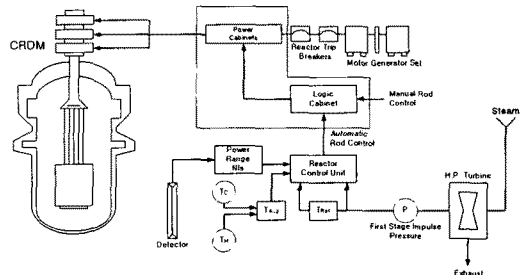 CRDM
Power
Cabinets
Reactor Trip
Breakers
Motor Generator Set
Logic
Cabinet
Manual Rod
Control
Automatic
Rod Control
Steam
Power
Range
NIs
Reactor
Control Unit
H.P. Turbine
TC
TAvg
TRef
P
First Stage Impulse
Pressure
Detector
TH
Exhaust